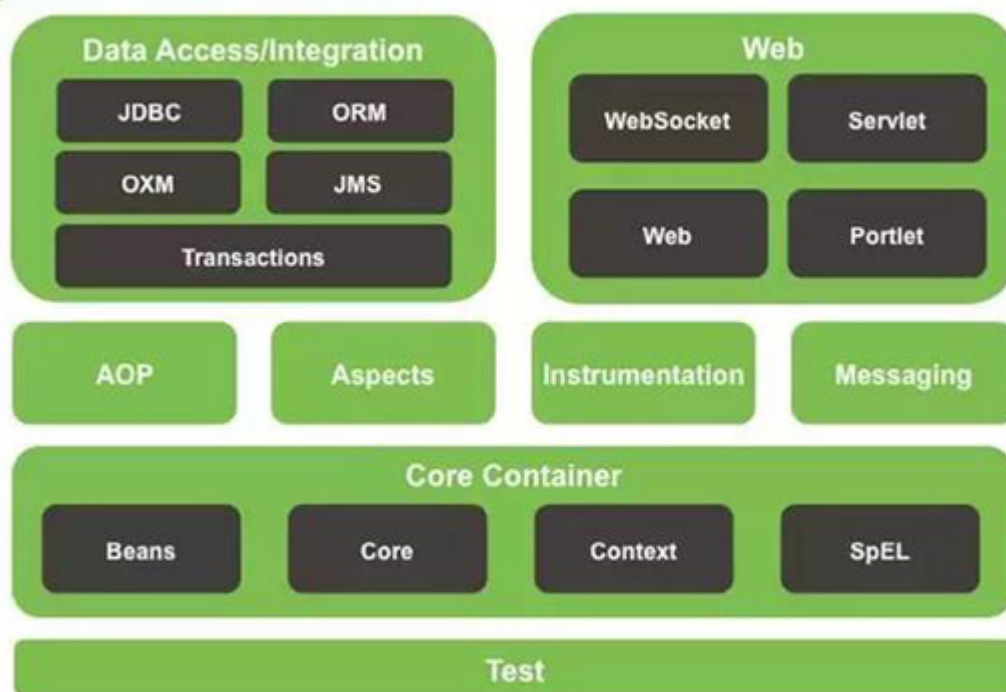 Data Access/Integration
JDBC
ORM
OXM
JMS
Transactions
Web
WebSocket
Servlet
Web
Portlet
AOP
Aspects
Instrumentation
Messaging
Core Container
Beans
Core
Context
SpEL
Test